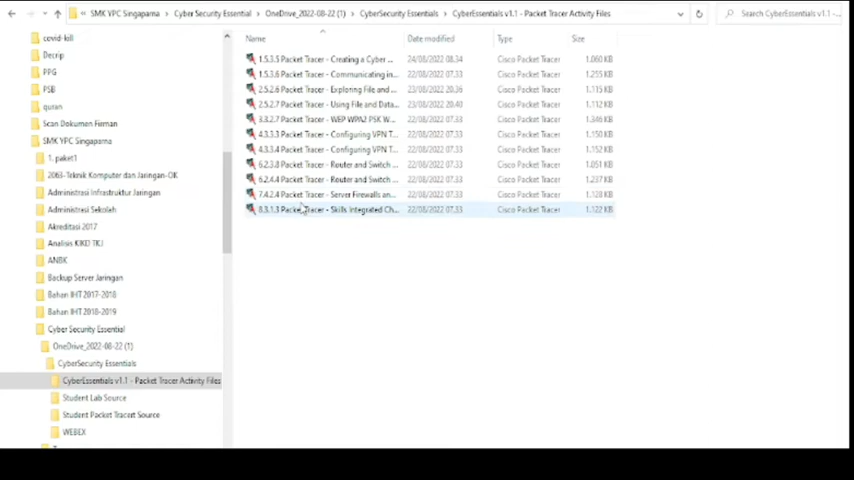 « SMK YPC Singaparna > Cyber Security Essential > OneDrive_2022-08-22 (1) > CyberSecurity Essentials > CyberEssentials v1.1 - Packet Tracer Activity Files
Search CyberEssentials v1.1 -...
covid-kill
Decrip
PPG
PSB
quran
Scan Dokumen Firman
SMK YPC Singaparna
1. paket1
2063-Teknik Komputer dan Jaringan-OK
Administrasi Infrastruktur Jaringan
Administrasi Sekolah
Akreditasi 2017
Analisis KIKD TKJ
ANBK
Backup Server Jaringan
Bahan IHT 2017-2018
Bahan IHT 2018-2019
Cyber Security Essential
OneDrive_2022-08-22 (1)
CyberSecurity Essentials
CyberEssentials v1.1 - Packet Tracer Activity Files
Student Lab Source
Student Packet Tracert Source
WEBEX
Name Date modified Type Size
1.5.3.5 Packet Tracer - Creating a Cyber ... 24/08/2022 08.34 Cisco Packet Tracer 1.060 KB
1.5.3.6 Packet Tracer - Communicating in... 22/08/2022 07.33 Cisco Packet Tracer 1.255 KB
2.5.2.6 Packet Tracer - Exploring File and ... 23/08/2022 20.36 Cisco Packet Tracer 1.115 KB
2.5.2.7 Packet Tracer - Using File and Data... 23/08/2022 20.40 Cisco Packet Tracer 1.112 KB
3.3.2.7 Packet Tracer - WEP WPA2 PSK W... 22/08/2022 07.33 Cisco Packet Tracer 1.346 KB
4.3.3.3 Packet Tracer - Configuring VPN T... 22/08/2022 07.33 Cisco Packet Tracer 1.150 KB
4.3.3.4 Packet Tracer - Configuring VPN T... 22/08/2022 07.33 Cisco Packet Tracer 1.152 KB
6.2.3.8 Packet Tracer - Router and Switch ... 22/08/2022 07.33 Cisco Packet Tracer 1.051 KB
6.2.4.4 Packet Tracer - Router and Switch ... 22/08/2022 07.33 Cisco Packet Tracer 1.237 KB
7.4.2.4 Packet Tracer - Server Firewalls an... 22/08/2022 07.33 Cisco Packet Tracer 1.128 KB
8.3.1.3 Packet Tracer - Skills Integrated Ch... 22/08/2022 07.33 Cisco Packet Tracer 1.122 KB